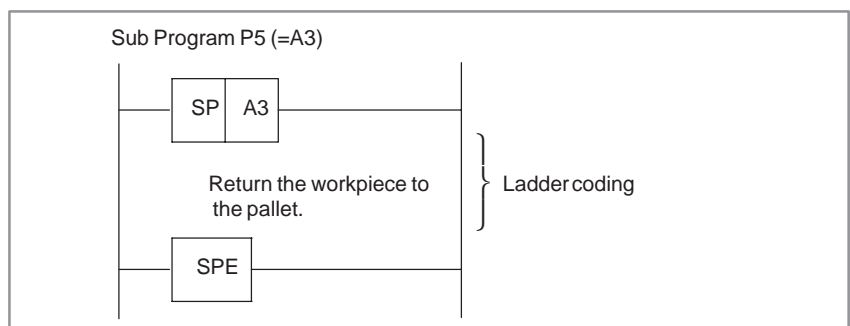 Sub Program P5 (=A3)
SP A3
Return the workpiece to
the pallet.
Ladder coding
SPE